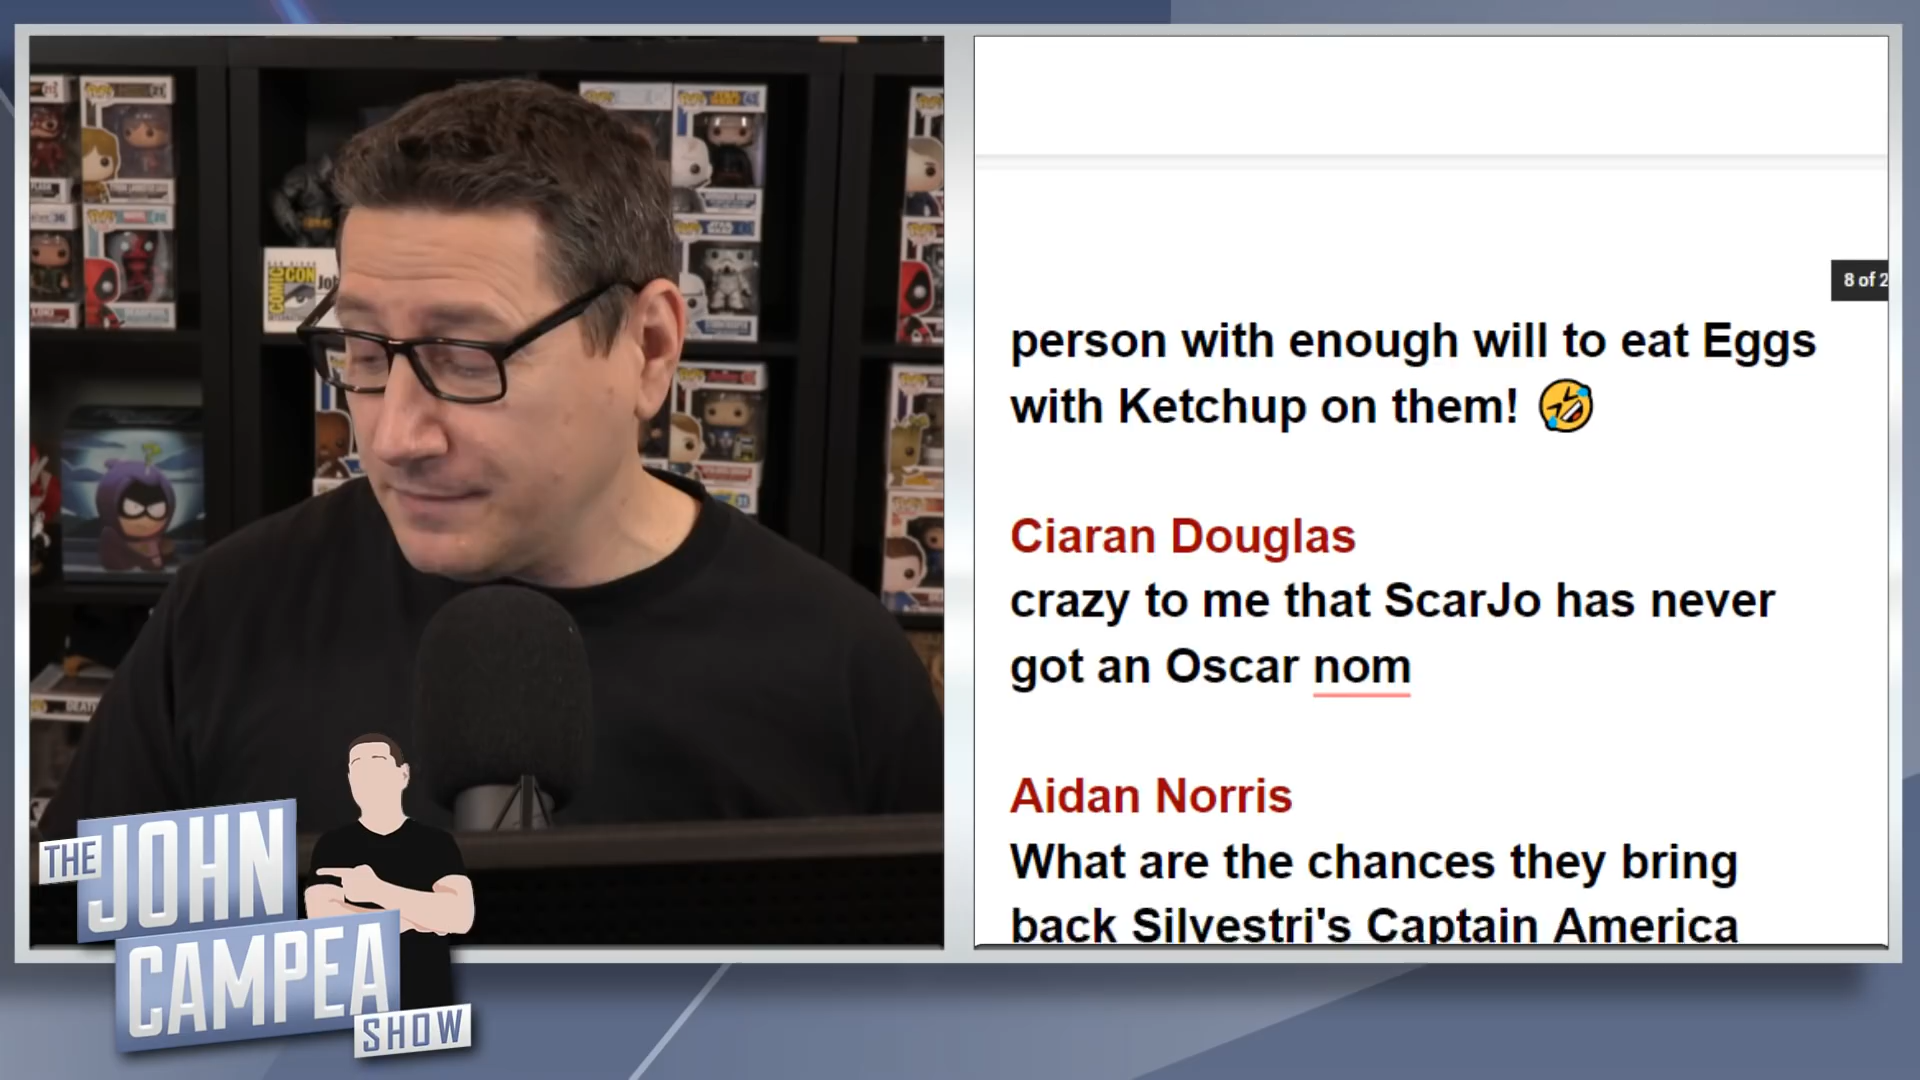 COMIC CON
8 of 2
person with enough will to eat Eggs
with Ketchup on them! 🤣
Ciaran Douglas
crazy to me that ScarJo has never
got an Oscar nom
Aidan Norris
What are the chances they bring
back Silvestri's Captain America
THE
JOHN
CAMPEA
SHOW